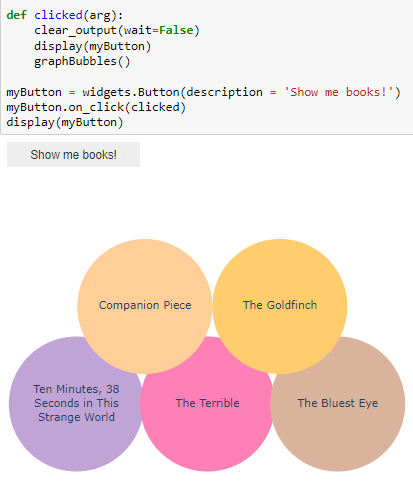 def clicked(arg):
    clear_output(wait=False)
    display(myButton)
    graphBubbles()
myButton = widgets.Button(description = 'Show me books!')
myButton.on_click(clicked)
display(myButton)
Show me books!
Companion Piece
The Goldfinch
Ten Minutes, 38
Seconds in This
Strange World
The Terrible
The Bluest Eye